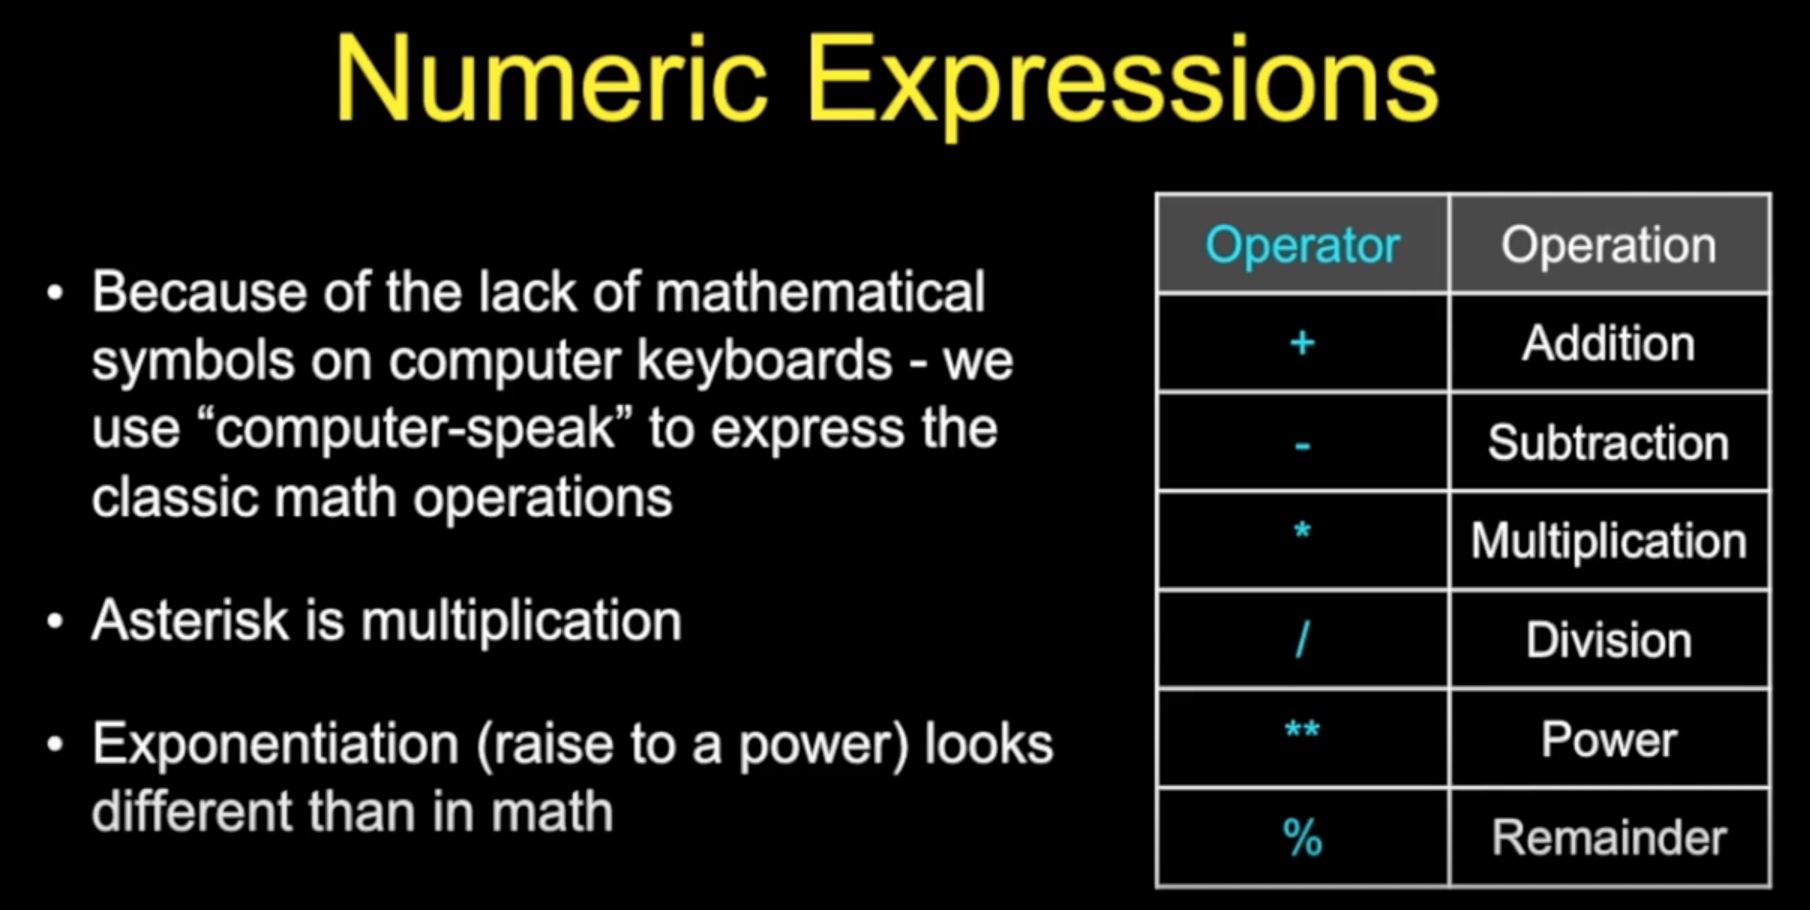 Numeric Expressions
• Because of the lack of mathematical
symbols on computer keyboards - we
use “computer-speak” to express the
classic math operations
• Asterisk is multiplication
• Exponentiation (raise to a power) looks
different than in math
Operator Operation
+ Addition
- Subtraction
* Multiplication
/ Division
** Power
% Remainder